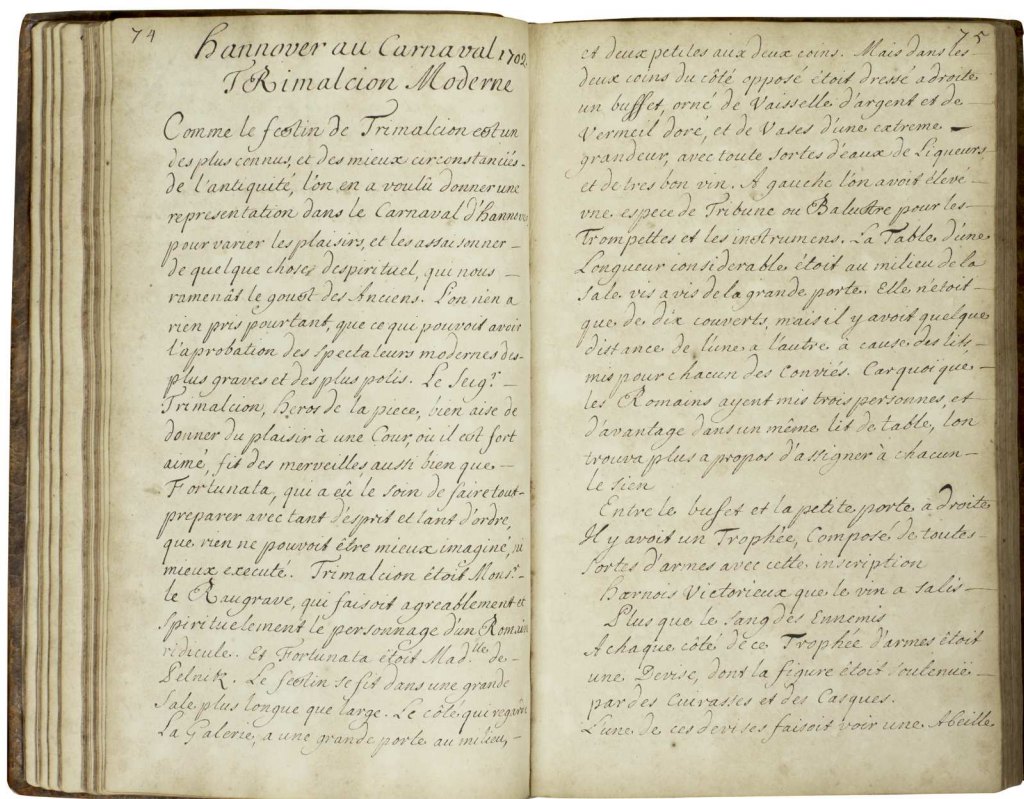 74
Hannover au Carnaval 1702
TRimalcion Moderne
Comme le festin de Trimalcion est un
des plus connus, et des mieux circonstanciés
de l'antiquité, l'on en a voulû donner une
representation dans le Carnaval d'Hannover
pour varier les plaisirs, et les assaisonner
de quelque chose despirituel, qui nous
ramenât le goust des Anciens. L'on n'en a
rien pris pourtant, que ce qui pouvoit avoir
l'aprobation des spectateurs modernes des
plus graves et des plus polis. Le Seigr.
Trimalcion, heros de la piece, bien aise de
donner du plaisir à une Cour, où il est fort
aimé, fit des merveilles aussi bien que
Fortunata, qui a eû le soin de faire tout
preparer avec tant d'esprit et tant d'ordre,
que rien ne pouvoit être mieux imaginé, ni
mieux executé. Trimalcion étoit Monsr.
le Raugrave, qui faisoit agreablement et
spirituelement le personnage d'un Romain
ridicule. Et Fortunata étoit Madlle. de
Pelnitz. Le festin se fit dans une grande
sale, plus longue que large. Le côté qui regarde
La Galerie, a une grande porte au milieu,
75
et deux petites aux deux coins. Mais dans les
deux coins du côté opposé étoit dressé a droite
un buffet, orné de Vaisselle d'argent et de
Vermeil doré, et de Vases d'une extreme
grandeur, avec toute sortes d'eaux de Liqueurs
et de tres bon vin. A gauche l'on avoit élevé
vne espece de Tribune ou Balustre pour les
Trompettes et les instrumens. La Table d'une
Longueur considerable étoit au milieu de la
sale vis a vis de la grande porte. Elle n'etoit
que de dix couverts, mais il y avoit quelque
distance de l'une a l'autre à cause des lits
mis pour chacun des Conviés. Car quoi que
les Romains ayent mis trois personnes, et
d'avantage dans un même lit de table, l'on
trouva plus a propos d'assigner à chacun
le sien
Entre le bufet et la petite porte à droite
Il y avoit un Trophée, Composé de toutes
sortes d'armes avec cette inscription
Harnois Victorieux que le vin a salis
Plus que le sang des Ennemis
A chaque côté de ce Trophée d'armes étoit
une Devise, dont la figure étoit soutenüe
par des Cuirasses et des Casques.
L'une de ces devises faisoit voir une Abeille